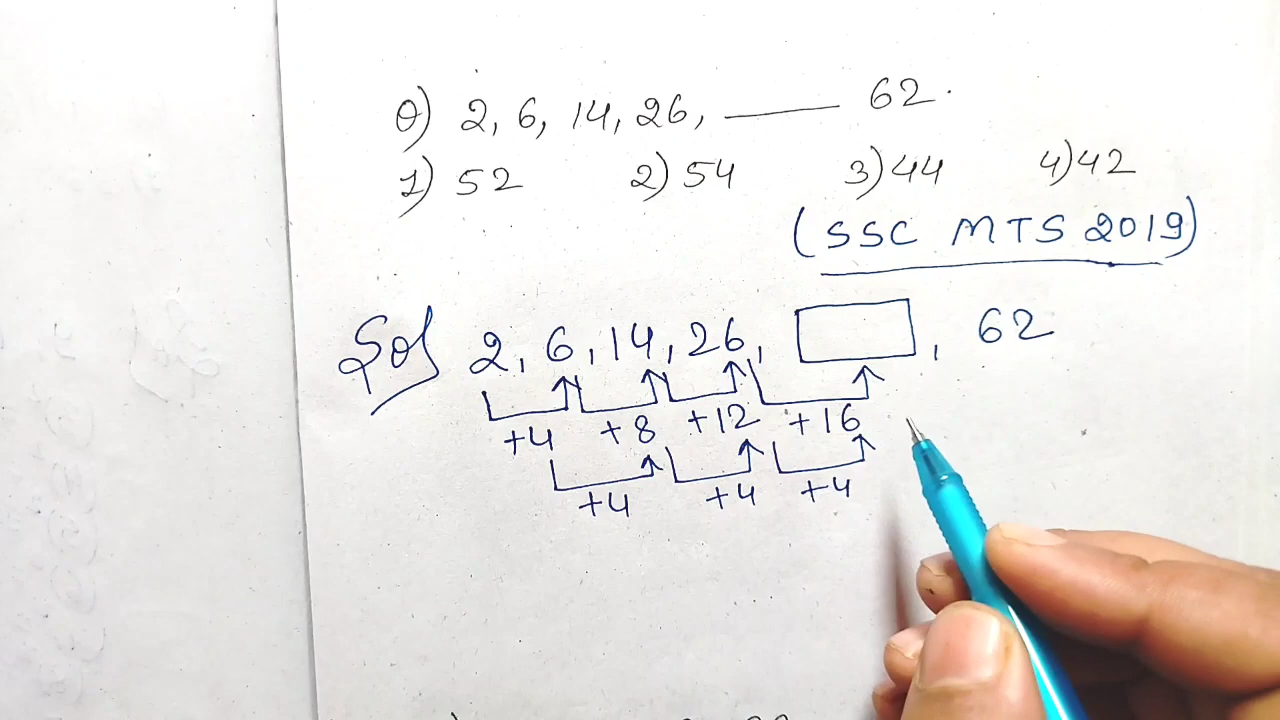 Q) 2, 6, 14, 26, —— 62.
1) 52 2) 54 3) 44 4) 42
(SSC MTS 2019)
Sol 2, 6, 14, 26, , 62
+4 +8 +12 +16
+4 +4 +4